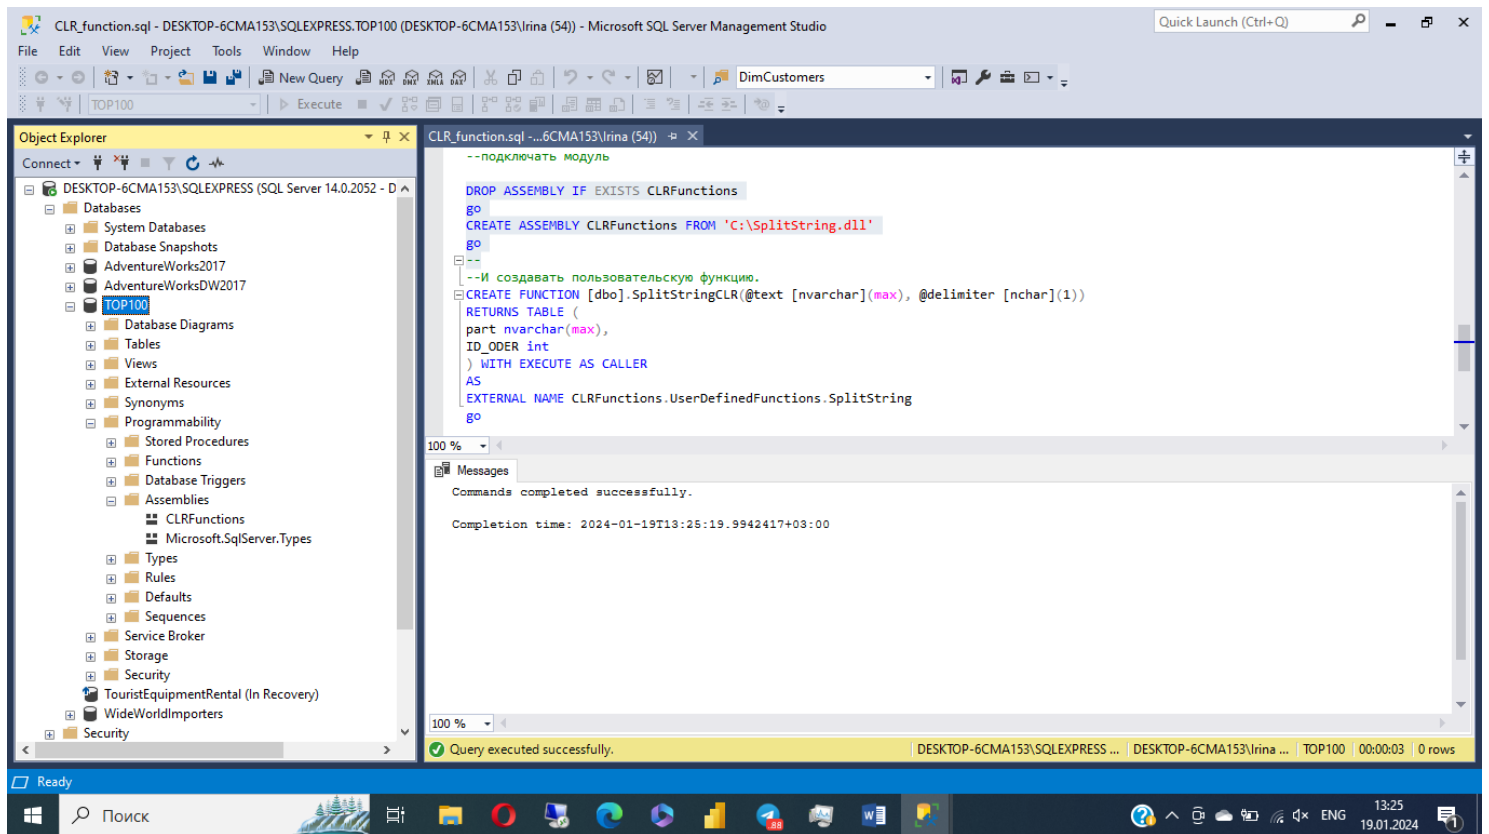 CLR_function.sql - DESKTOP-6CMA153\SQLEXPRESS.TOP100 (DESKTOP-6CMA153\Irina (54)) - Microsoft SQL Server Management Studio
Quick Launch (Ctrl+Q)
File Edit View Project Tools Window Help
New Query MDX DMX XMLA DAX DimCustomers
TOP100 Execute
Object Explorer
CLR_function.sql -...6CMA153\Irina (54))
Connect
DESKTOP-6CMA153\SQLEXPRESS (SQL Server 14.0.2052 - D
Databases
System Databases
Database Snapshots
AdventureWorks2017
AdventureWorksDW2017
TOP100
Database Diagrams
Tables
Views
External Resources
Synonyms
Programmability
Stored Procedures
Functions
Database Triggers
Assemblies
CLRFunctions
Microsoft.SqlServer.Types
Types
Rules
Defaults
Sequences
Service Broker
Storage
Security
TouristEquipmentRental (In Recovery)
WideWorldImporters
Security
--подключать модуль
DROP ASSEMBLY IF EXISTS CLRFunctions
go
CREATE ASSEMBLY CLRFunctions FROM 'C:\SplitString.dll'
go
--
--И создавать пользовательскую функцию.
CREATE FUNCTION [dbo].SplitStringCLR(@text [nvarchar](max), @delimiter [nchar](1))
RETURNS TABLE (
part nvarchar(max),
ID_ODER int
) WITH EXECUTE AS CALLER
AS
EXTERNAL NAME CLRFunctions.UserDefinedFunctions.SplitString
go
100 %
Messages
Commands completed successfully.
Completion time: 2024-01-19T13:25:19.9942417+03:00
100 %
Query executed successfully.
DESKTOP-6CMA153\SQLEXPRESS ... DESKTOP-6CMA153\Irina ... TOP100 00:00:03 0 rows
Ready
Поиск
88
ENG
13:25
19.01.2024
1